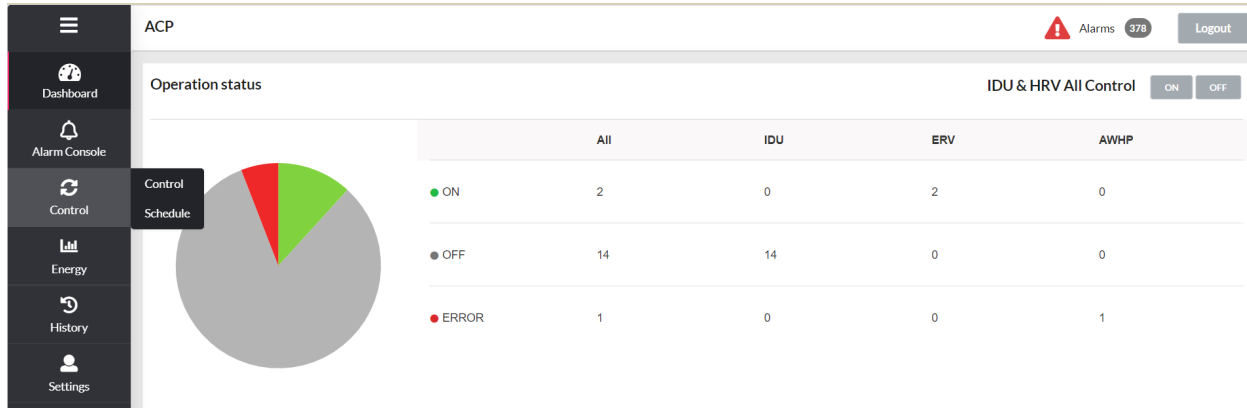 ACP
Alarms 378 Logout
Dashboard
Alarm Console
Control
Control
Schedule
Energy
History
Settings
Operation status
IDU & HRV All Control ON OFF
All IDU ERV AWHP
ON 2 0 2 0
OFF 14 14 0 0
ERROR 1 0 0 1